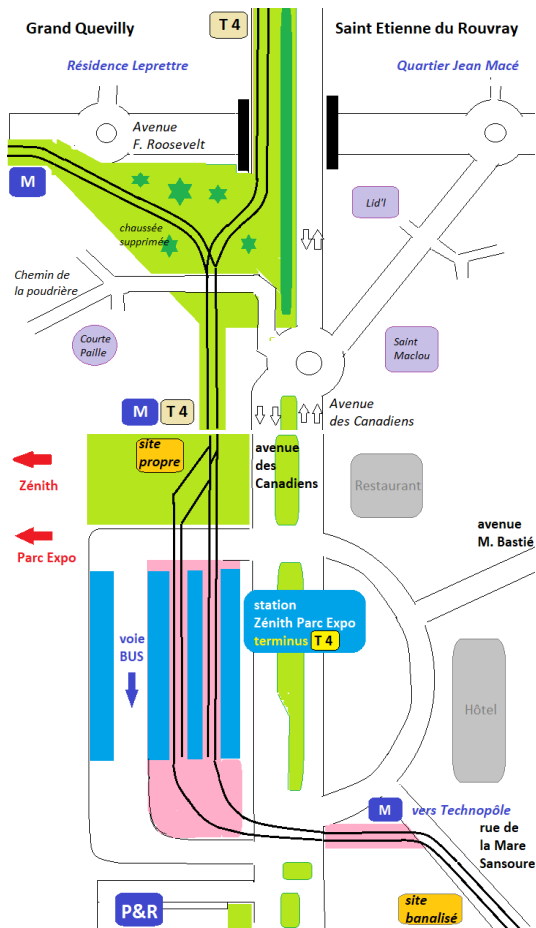 Grand Quevilly
T 4
Saint Etienne du Rouvray
Résidence Leprettre
Quartier Jean Macé
Avenue
F. Roosevelt
M
Lid'l
chaussée
supprimée
Chemin de
la poudrière
Courte
Paille
Saint
Maclou
M
T 4
Avenue
des Canadiens
site
propre
avenue
des
Canadiens
Zénith
Restaurant
Parc Expo
avenue
M. Bastié
station
Zénith Parc Expo
terminus T 4
voie
BUS
Hôtel
M
vers Technopôle
rue de
la Mare
Sansoure
P&R
site
banalisé